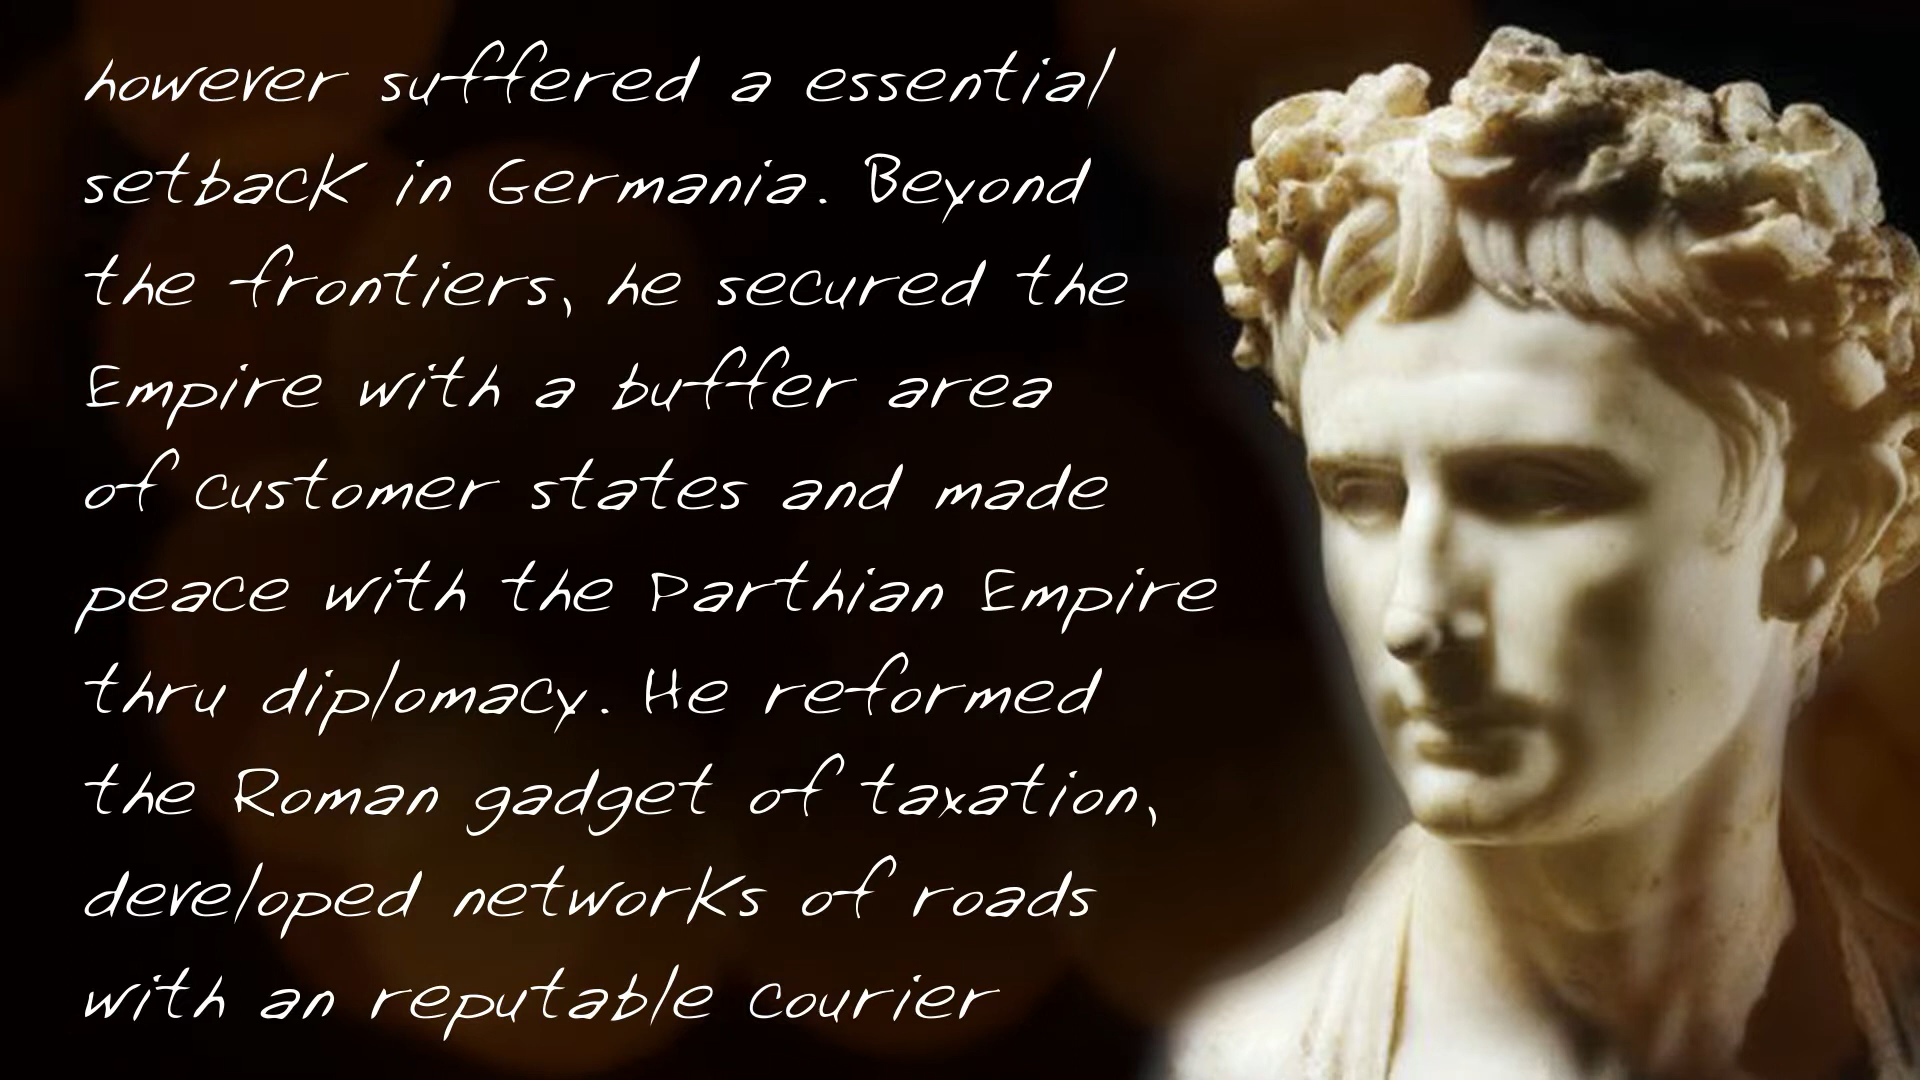 however suffered a essential
setback in Germania. Beyond
the frontiers, he secured the
Empire with a buffer area
of customer states and made
peace with the Parthian Empire
thru diplomacy. He reformed
the Roman gadget of taxation,
developed networks of roads
with an reputable courier